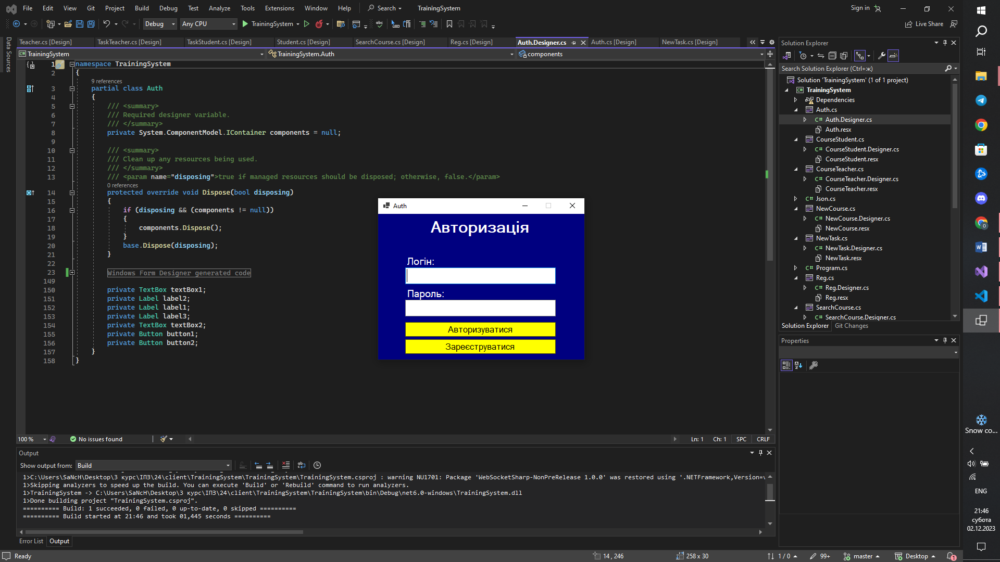 File Edit View Git Project Build Debug Test Analyze Tools Extensions Window Help Search TrainingSystem Sign in
Debug Any CPU TrainingSystem Live Share
Data Sources
Teacher.cs [Design] TaskTeacher.cs [Design] TaskStudent.cs [Design] Student.cs [Design] SearchCourse.cs [Design] Reg.cs [Design] Auth.Designer.cs Auth.cs [Design] NewTask.cs [Design]
TrainingSystem TrainingSystem.Auth components
1 namespace TrainingSystem
2 {
9 references
3 partial class Auth
4 {
5 /// <summary>
6 /// Required designer variable.
7 /// </summary>
8 private System.ComponentModel.IContainer components = null;
9
10 /// <summary>
11 /// Clean up any resources being used.
12 /// </summary>
13 /// <param name="disposing">true if managed resources should be disposed; otherwise, false.</param>
0 references
14 protected override void Dispose(bool disposing)
15 {
16 if (disposing && (components != null))
17 {
18 components.Dispose();
19 }
20 base.Dispose(disposing);
21 }
22
23 Windows Form Designer generated code
149
150 private TextBox textBox1;
151 private Label label2;
152 private Label label1;
153 private Label label3;
154 private TextBox textBox2;
155 private Button button1;
156 private Button button2;
157 }
158 }
Auth
Авторизація
Логін:
Пароль:
Авторизуватися
Зареєструватися
100 % No issues found Ln: 1 Ch: 1 SPC CRLF
Output
Show output from: Build
1>C:\Users\SaNcH\Desktop\3 курс\ІПЗ\24\client\TrainingSystem\TrainingSystem\TrainingSystem.csproj : warning NU1701: Package 'WebSocketSharp-NonPreRelease 1.0.0' was restored using '.NETFramework,Version=v
1>Skipping analyzers to speed up the build. You can execute 'Build' or 'Rebuild' command to run analyzers.
1>TrainingSystem -> C:\Users\SaNcH\Desktop\3 курс\ІПЗ\24\client\TrainingSystem\TrainingSystem\bin\Debug\net6.0-windows\TrainingSystem.dll
1>Done building project "TrainingSystem.csproj".
========== Build: 1 succeeded, 0 failed, 0 up-to-date, 0 skipped ==========
========== Build started at 21:46 and took 01,445 seconds ==========
Error List Output
Solution Explorer
Search Solution Explorer (Ctrl+ж)
Solution 'TrainingSystem' (1 of 1 project)
TrainingSystem
Dependencies
Auth.cs
C# Auth.Designer.cs
Auth.resx
CourseStudent.cs
C# CourseStudent.Designer.cs
CourseStudent.resx
CourseTeacher.cs
C# CourseTeacher.Designer.cs
CourseTeacher.resx
C# Json.cs
NewCourse.cs
C# NewCourse.Designer.cs
NewCourse.resx
NewTask.cs
C# NewTask.Designer.cs
NewTask.resx
C# Program.cs
Reg.cs
C# Reg.Designer.cs
Reg.resx
SearchCourse.cs
C# SearchCourse.Designer.cs
Solution Explorer Git Changes
Properties
Ready 14 , 246 258 x 30 1 / 0 99+ master Desktop 1
Snow co...
ENG
21:46
субота
02.12.2023